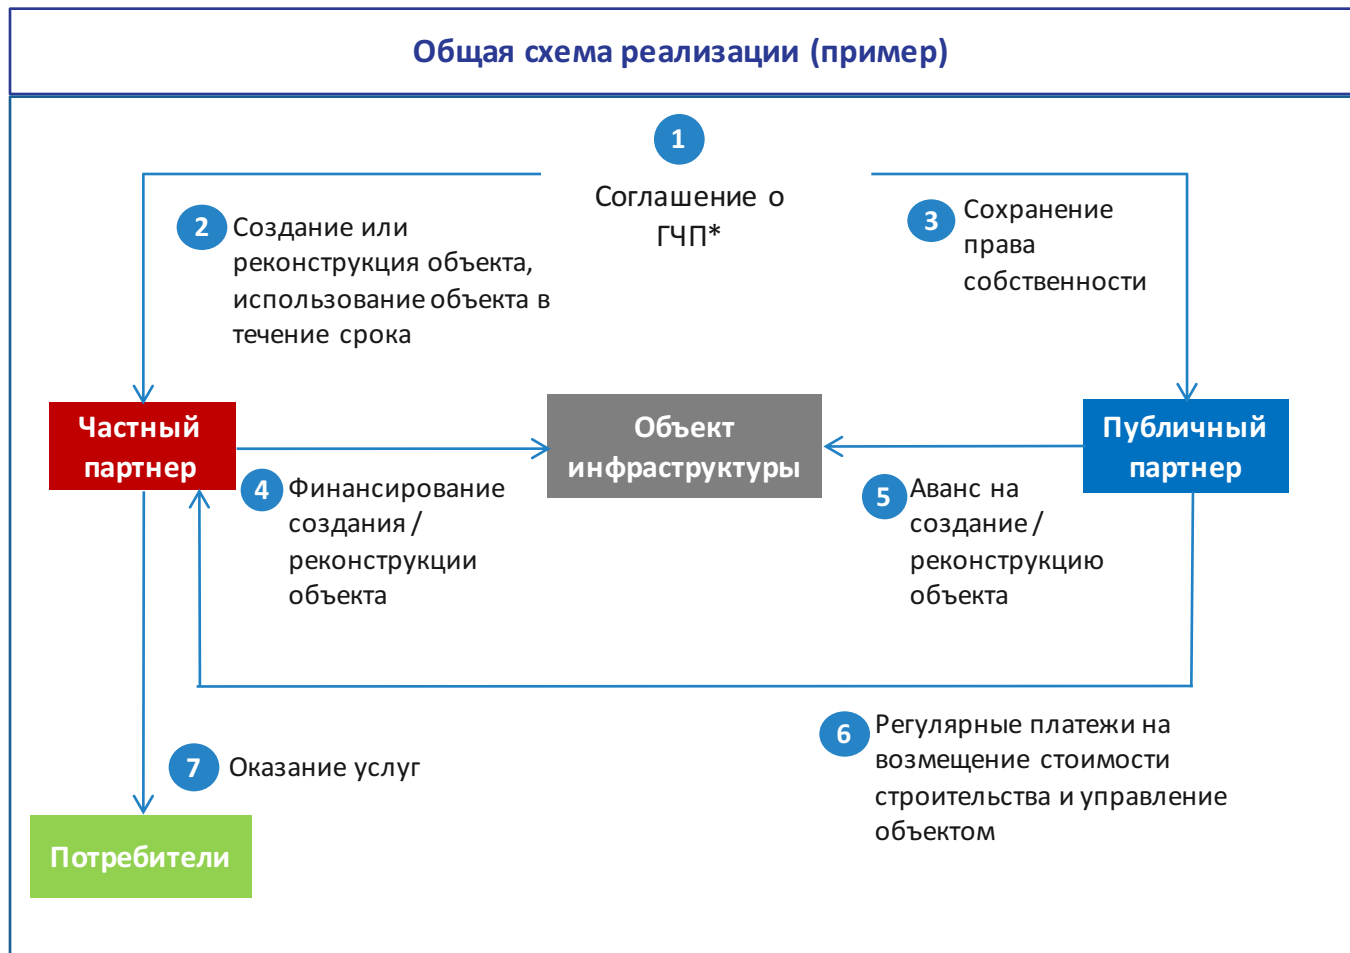 Общая схема реализации (пример)
1
Соглашение о
ГЧП*
2
Создание или
реконструкция объекта,
использование объекта в
течение срока
3
Сохранение
права
собственности
Частный
партнер
Объект
инфраструктуры
Публичный
партнер
4
Финансирование
создания /
реконструкции
объекта
5
Аванс на
создание /
реконструкцию
объекта
6
Регулярные платежи на
возмещение стоимости
строительства и управление
объектом
7
Оказание услуг
Потребители